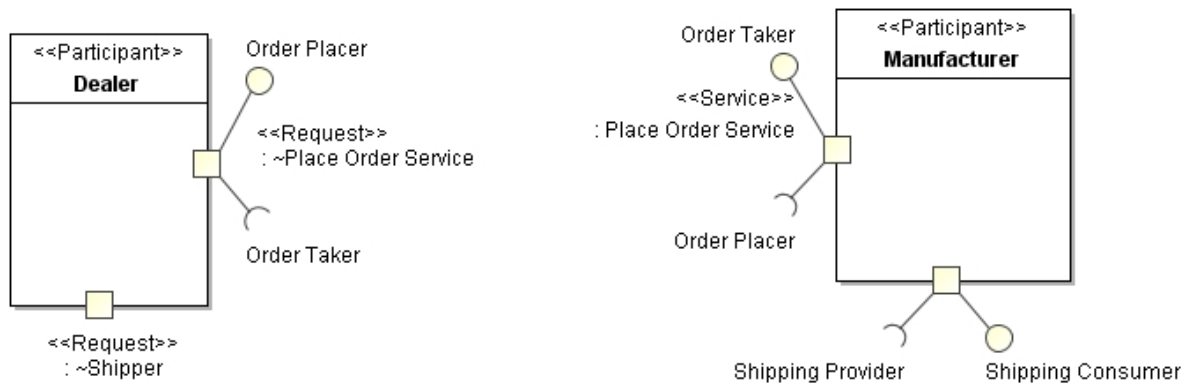 <<Participant>>
Dealer
Order Placer
<<Request>>
: ~Place Order Service
Order Taker
<<Request>>
: ~Shipper
<<Participant>>
Manufacturer
Order Taker
<<Service>>
: Place Order Service
Order Placer
Shipping Provider
Shipping Consumer